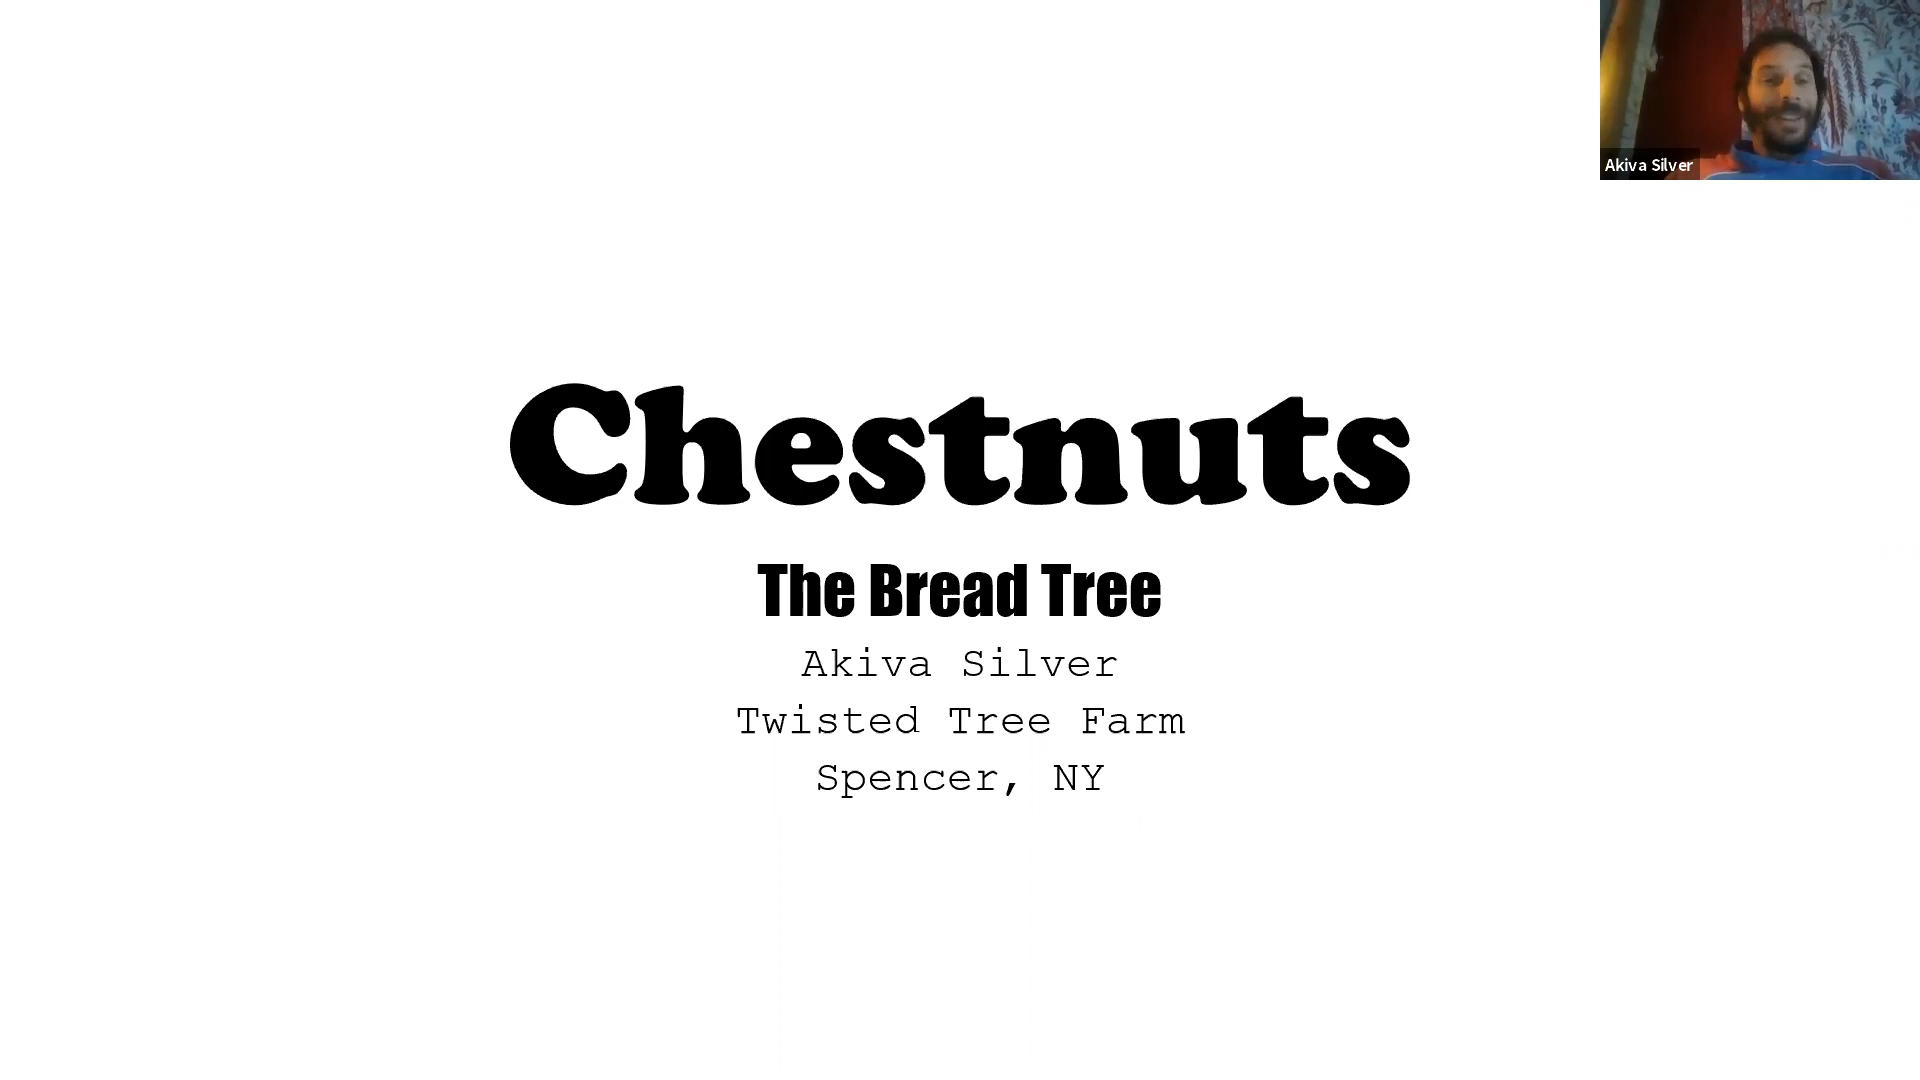 Akiva Silver
Chestnuts
The Bread Tree
Akiva Silver
Twisted Tree Farm
Spencer, NY